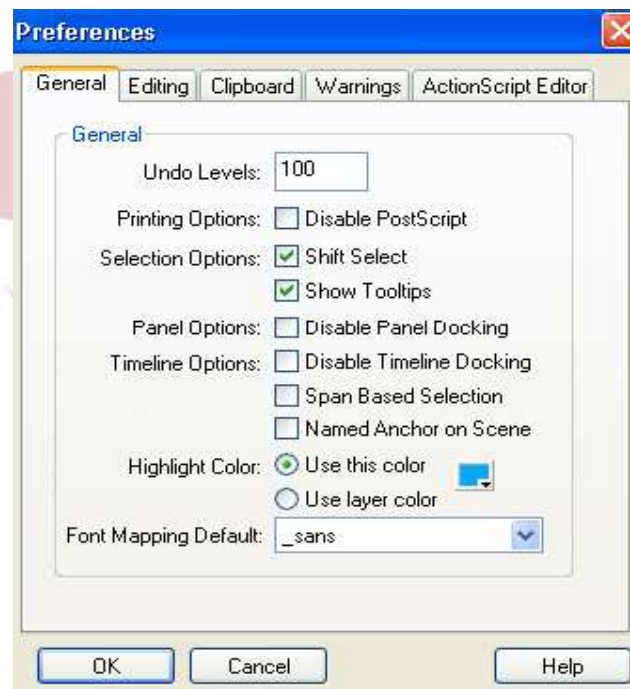 Preferences
General Editing Clipboard Warnings ActionScript Editor
General
Undo Levels: 100
Printing Options: Disable PostScript
Selection Options: Shift Select
Show Tooltips
Panel Options: Disable Panel Docking
Timeline Options: Disable Timeline Docking
Span Based Selection
Named Anchor on Scene
Highlight Color: Use this color
Use layer color
Font Mapping Default: _sans
OK Cancel Help